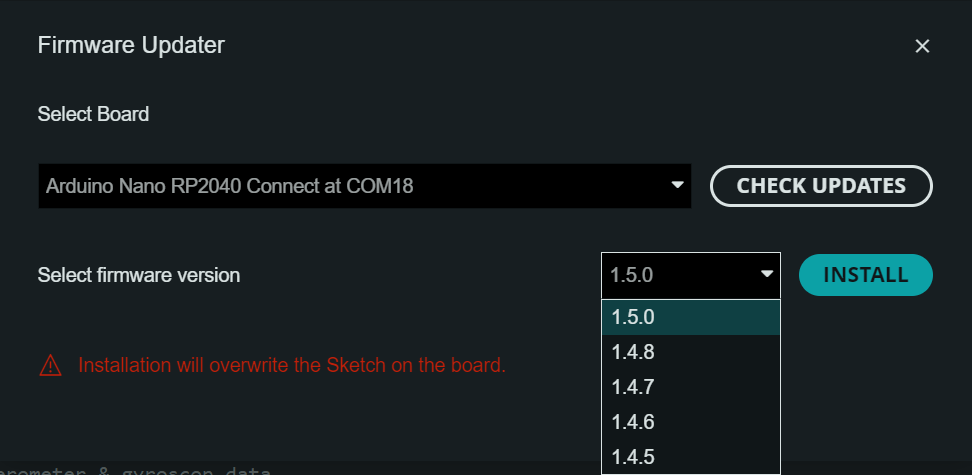 Firmware Updater
Select Board
Arduino Nano RP2040 Connect at COM18
CHECK UPDATES
Select firmware version
1.5.0
INSTALL
1.5.0
1.4.8
1.4.7
1.4.6
1.4.5
Installation will overwrite the Sketch on the board.
& gyroscop data